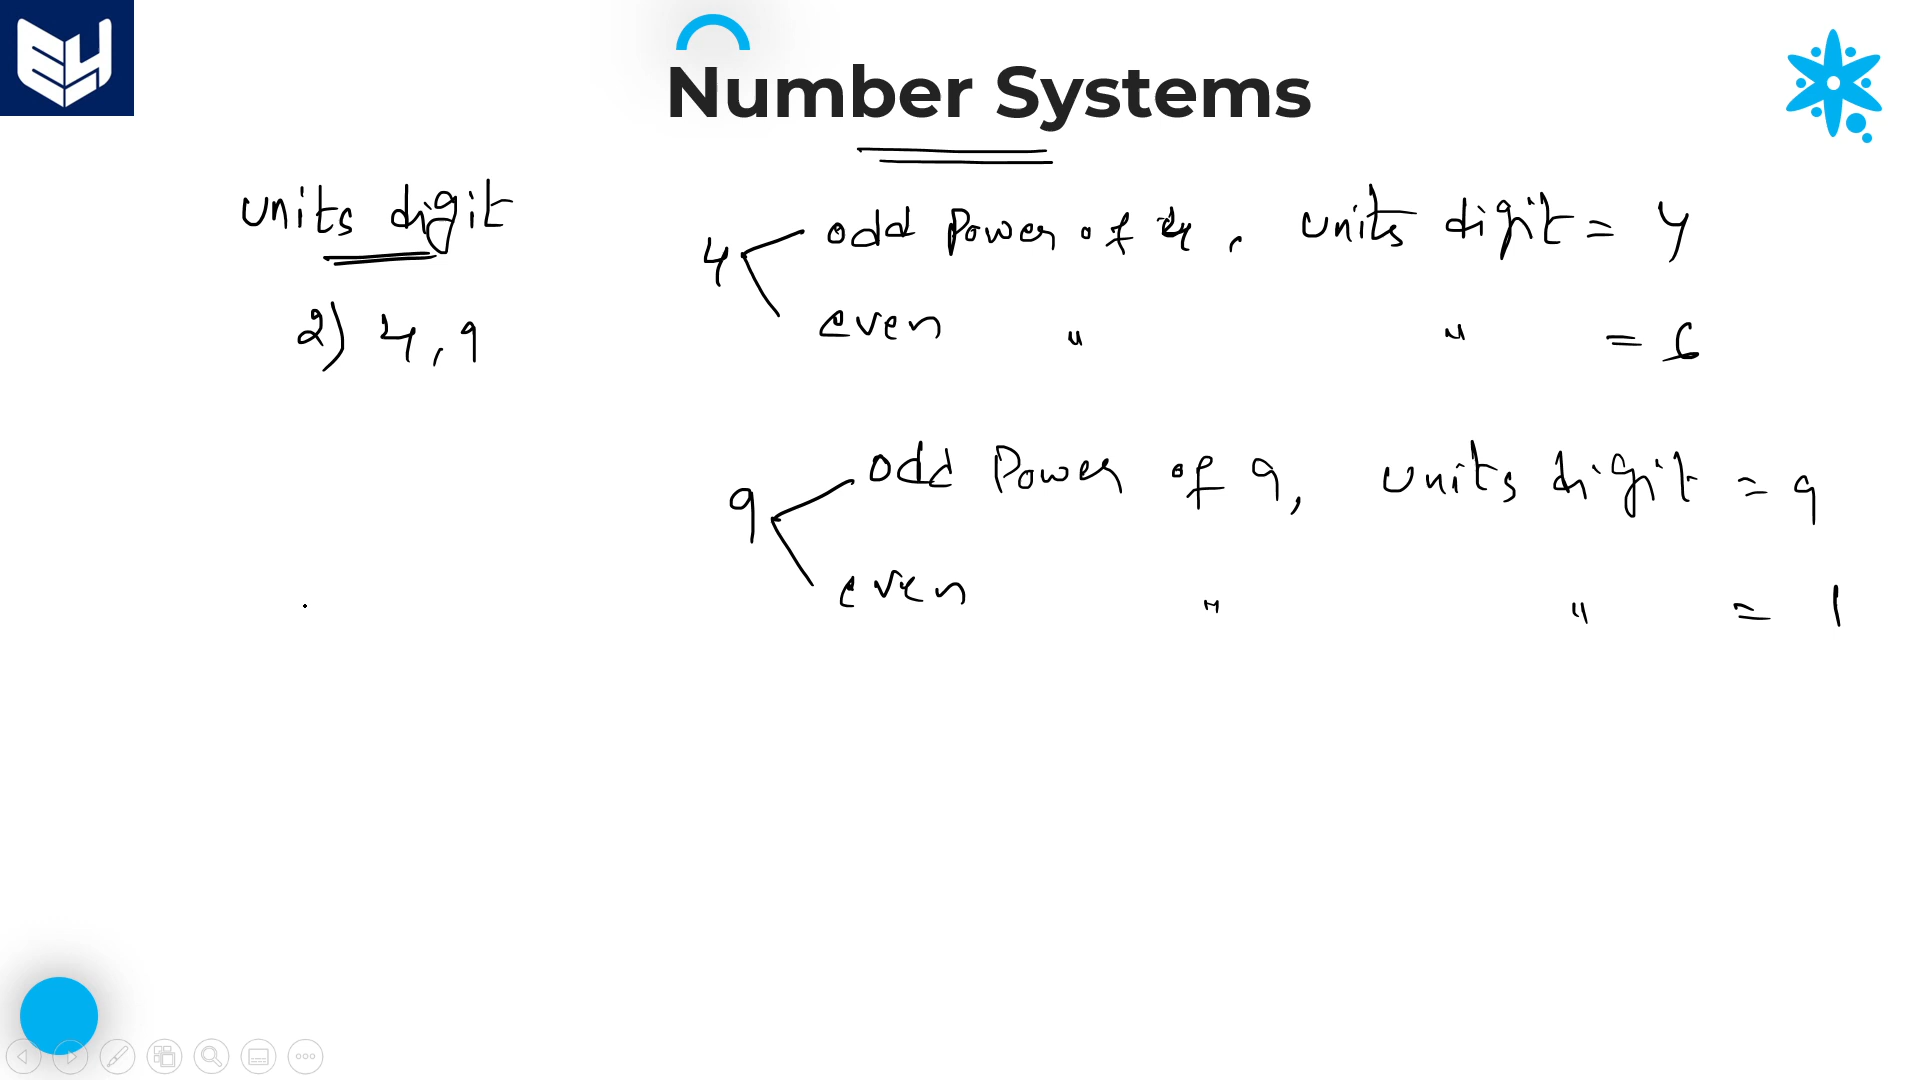 EY
Number Systems
units digit
2) 4, 9
4 odd Power of 4, units digit = 4
even " " = 6
9 odd Power of 9, units digit = 9
even " " = 1